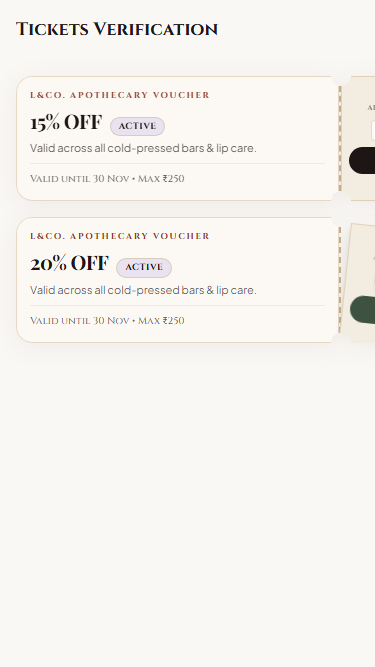 Tickets Verification
L&CO. APOTHECARY VOUCHER
15% OFF ACTIVE
Valid across all cold-pressed bars & lip care.
Valid until 30 Nov • Max ₹250
L&CO. APOTHECARY VOUCHER
20% OFF ACTIVE
Valid across all cold-pressed bars & lip care.
Valid until 30 Nov • Max ₹250